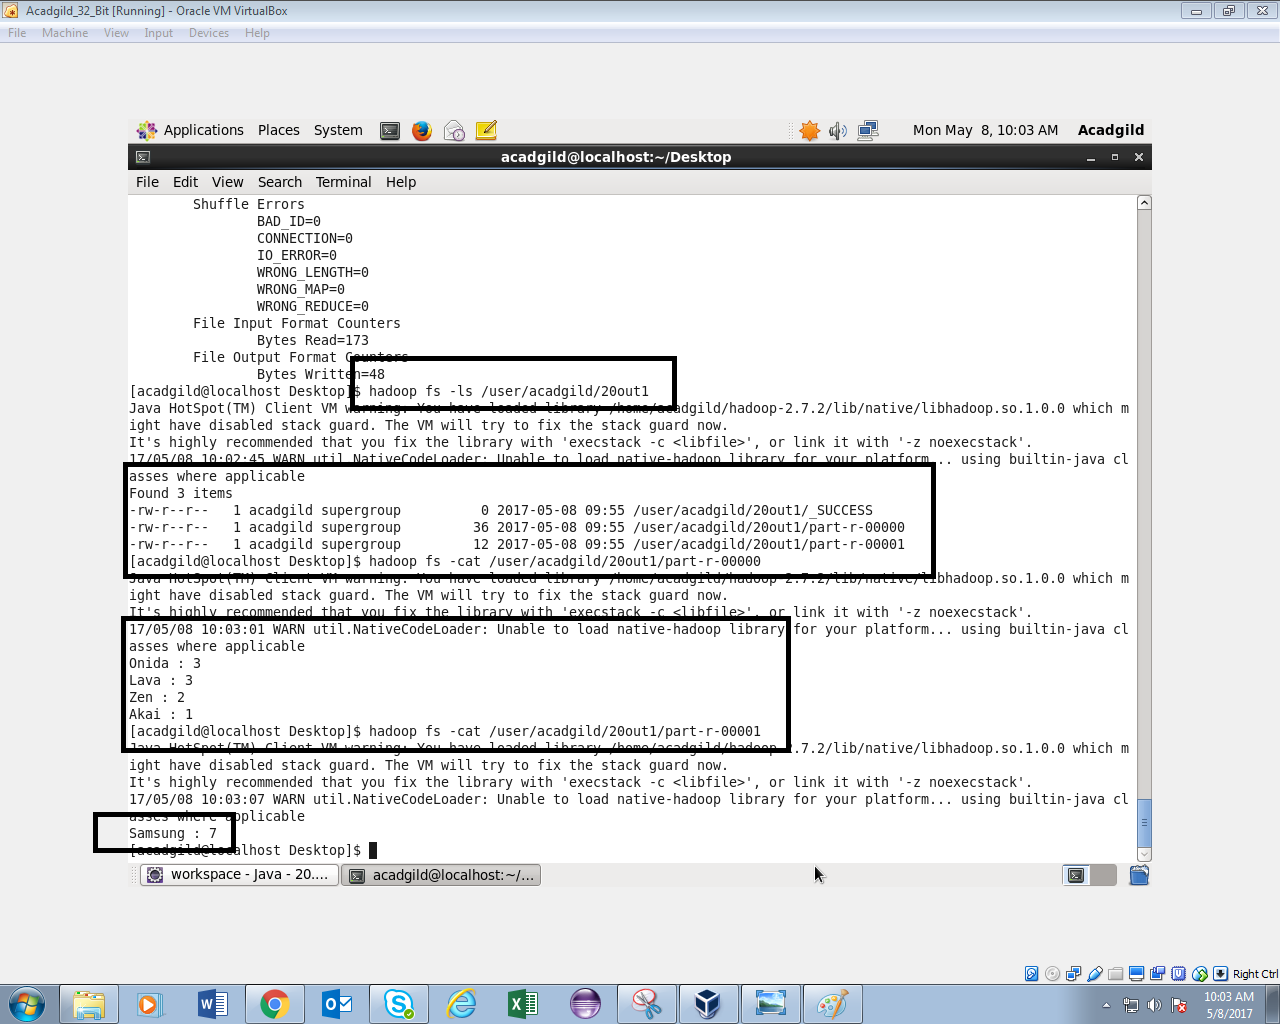 Acadgild_32_Bit [Running] - Oracle VM VirtualBox
File Machine View Input Devices Help
Applications Places System Mon May 8, 10:03 AM Acadgild
acadgild@localhost:~/Desktop
File Edit View Search Terminal Help
Shuffle Errors
BAD_ID=0
CONNECTION=0
IO_ERROR=0
WRONG_LENGTH=0
WRONG_MAP=0
WRONG_REDUCE=0
File Input Format Counters
Bytes Read=173
File Output Format Counters
Bytes Written=48
[acadgild@localhost Desktop]$ hadoop fs -ls /user/acadgild/20out1
Java HotSpot(TM) Client VM warning: You have loaded library /home/acadgild/hadoop-2.7.2/lib/native/libhadoop.so.1.0.0 which m
ight have disabled stack guard. The VM will try to fix the stack guard now.
It's highly recommended that you fix the library with 'execstack -c <libfile>', or link it with '-z noexecstack'.
17/05/08 10:02:45 WARN util.NativeCodeLoader: Unable to load native-hadoop library for your platform... using builtin-java cl
asses where applicable
Found 3 items
-rw-r--r--   1 acadgild supergroup          0 2017-05-08 09:55 /user/acadgild/20out1/_SUCCESS
-rw-r--r--   1 acadgild supergroup         36 2017-05-08 09:55 /user/acadgild/20out1/part-r-00000
-rw-r--r--   1 acadgild supergroup         12 2017-05-08 09:55 /user/acadgild/20out1/part-r-00001
[acadgild@localhost Desktop]$ hadoop fs -cat /user/acadgild/20out1/part-r-00000
Java HotSpot(TM) Client VM warning: You have loaded library /home/acadgild/hadoop-2.7.2/lib/native/libhadoop.so.1.0.0 which m
ight have disabled stack guard. The VM will try to fix the stack guard now.
It's highly recommended that you fix the library with 'execstack -c <libfile>', or link it with '-z noexecstack'.
17/05/08 10:03:01 WARN util.NativeCodeLoader: Unable to load native-hadoop library for your platform... using builtin-java cl
asses where applicable
Onida : 3
Lava : 3
Zen : 2
Akai : 1
[acadgild@localhost Desktop]$ hadoop fs -cat /user/acadgild/20out1/part-r-00001
Java HotSpot(TM) Client VM warning: You have loaded library /home/acadgild/hadoop-2.7.2/lib/native/libhadoop.so.1.0.0 which m
ight have disabled stack guard. The VM will try to fix the stack guard now.
It's highly recommended that you fix the library with 'execstack -c <libfile>', or link it with '-z noexecstack'.
17/05/08 10:03:07 WARN util.NativeCodeLoader: Unable to load native-hadoop library for your platform... using builtin-java cl
asses where applicable
Samsung : 7
[acadgild@localhost Desktop]$
workspace - Java - 20.... acadgild@localhost:~/...
Right Ctrl
10:03 AM
5/8/2017